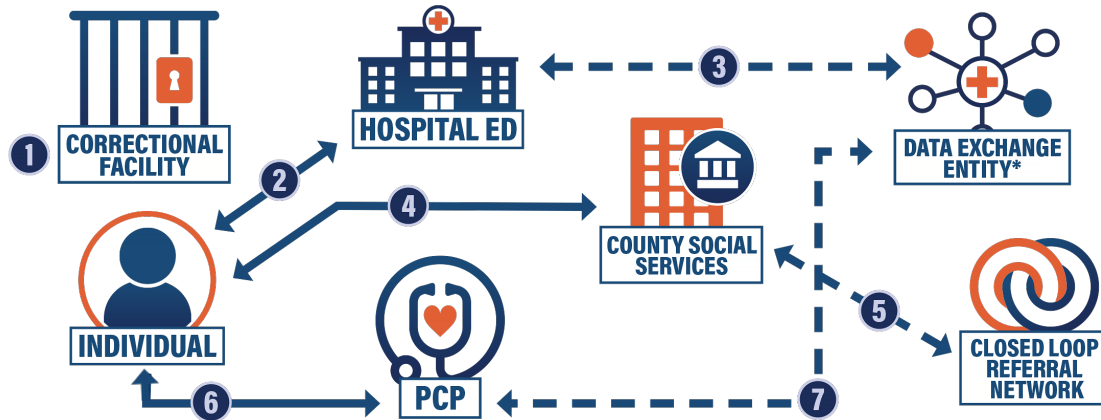 1
CORRECTIONAL
FACILITY
HOSPITAL ED
3
DATA EXCHANGE
ENTITY*
2
4
COUNTY SOCIAL
SERVICES
INDIVIDUAL
5
CLOSED LOOP
REFERRAL
NETWORK
6
PCP
7